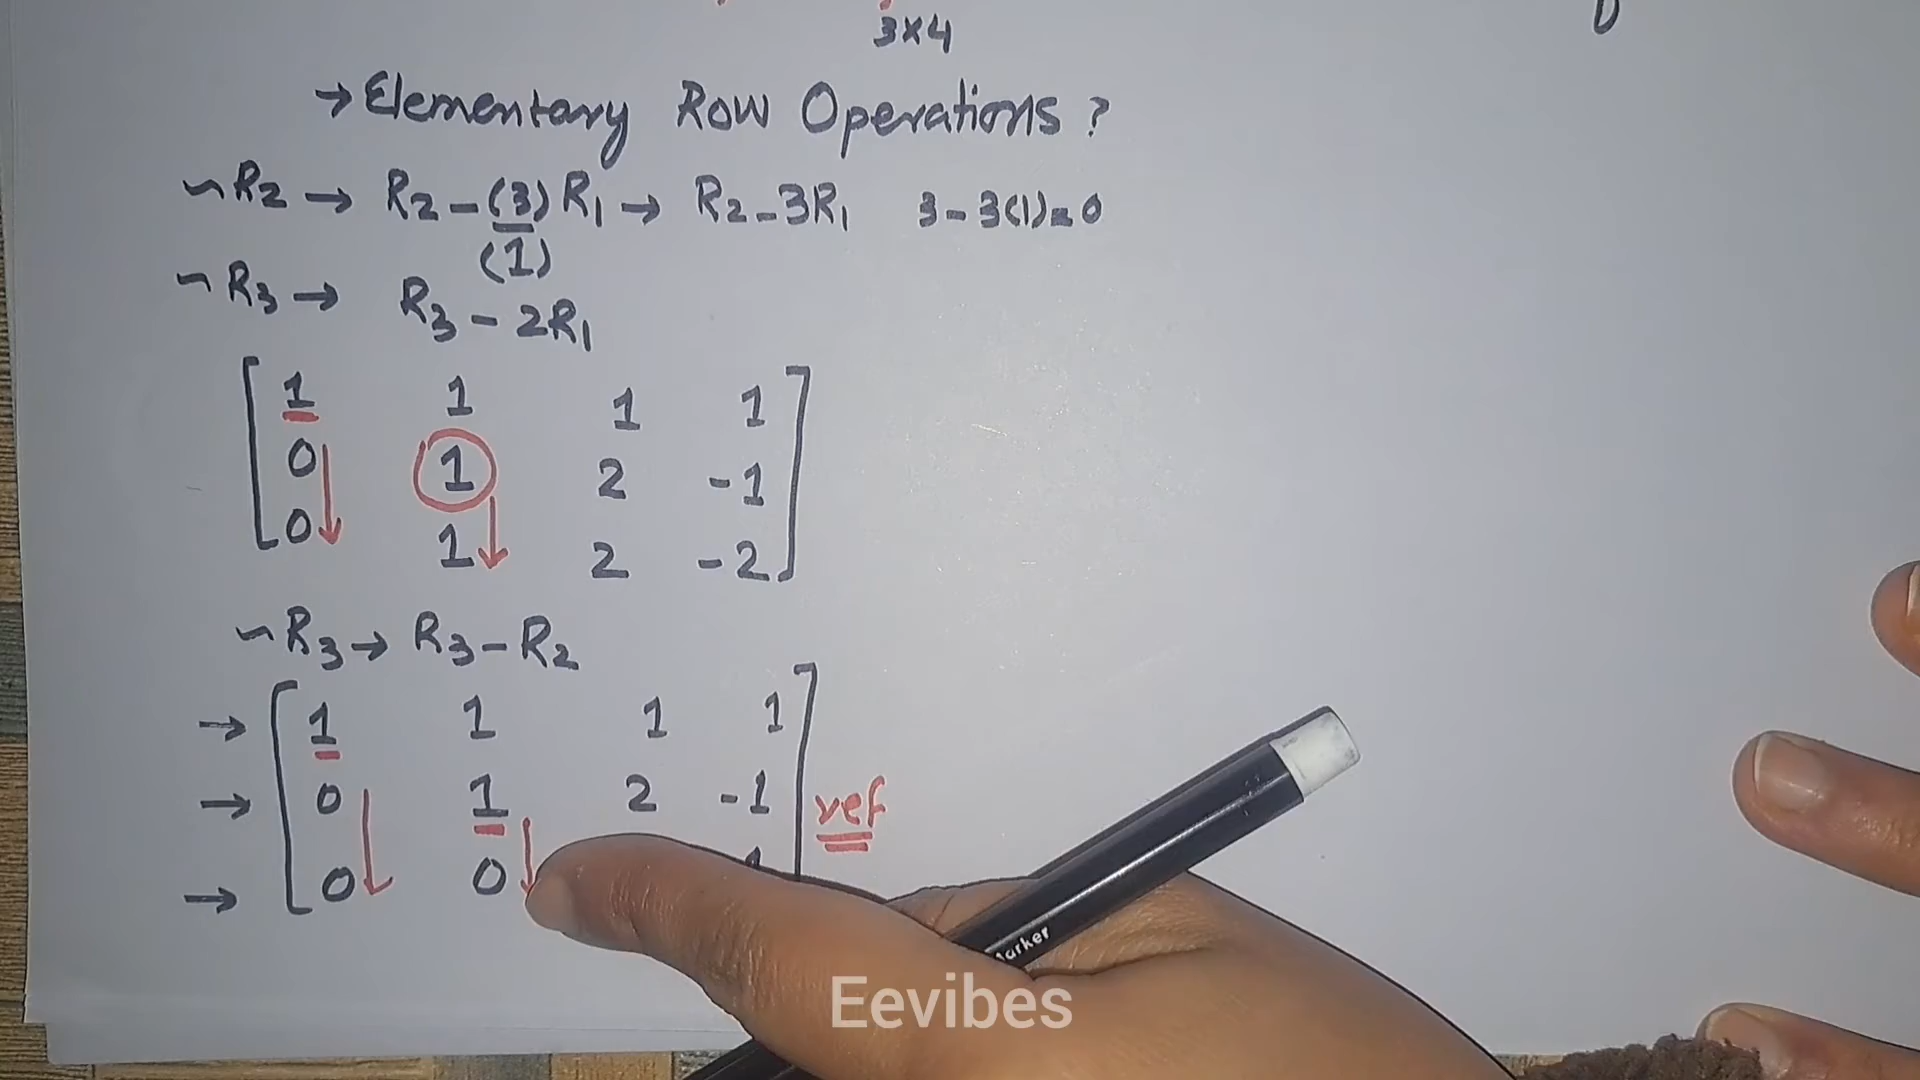 3×4
→ Elementary Row Operations ?
~R2 → R2 - (3) R1 → R2 - 3R1 3 - 3(1) = 0
(1)
~R3 → R3 - 2R1
1 1 1 1
0 1 2 -1
0 1 2 -2
~R3 → R3 - R2
→ 1 1 1 1
→ 0 1 2 -1 ref
→ 0 0
Marker
Eevibes